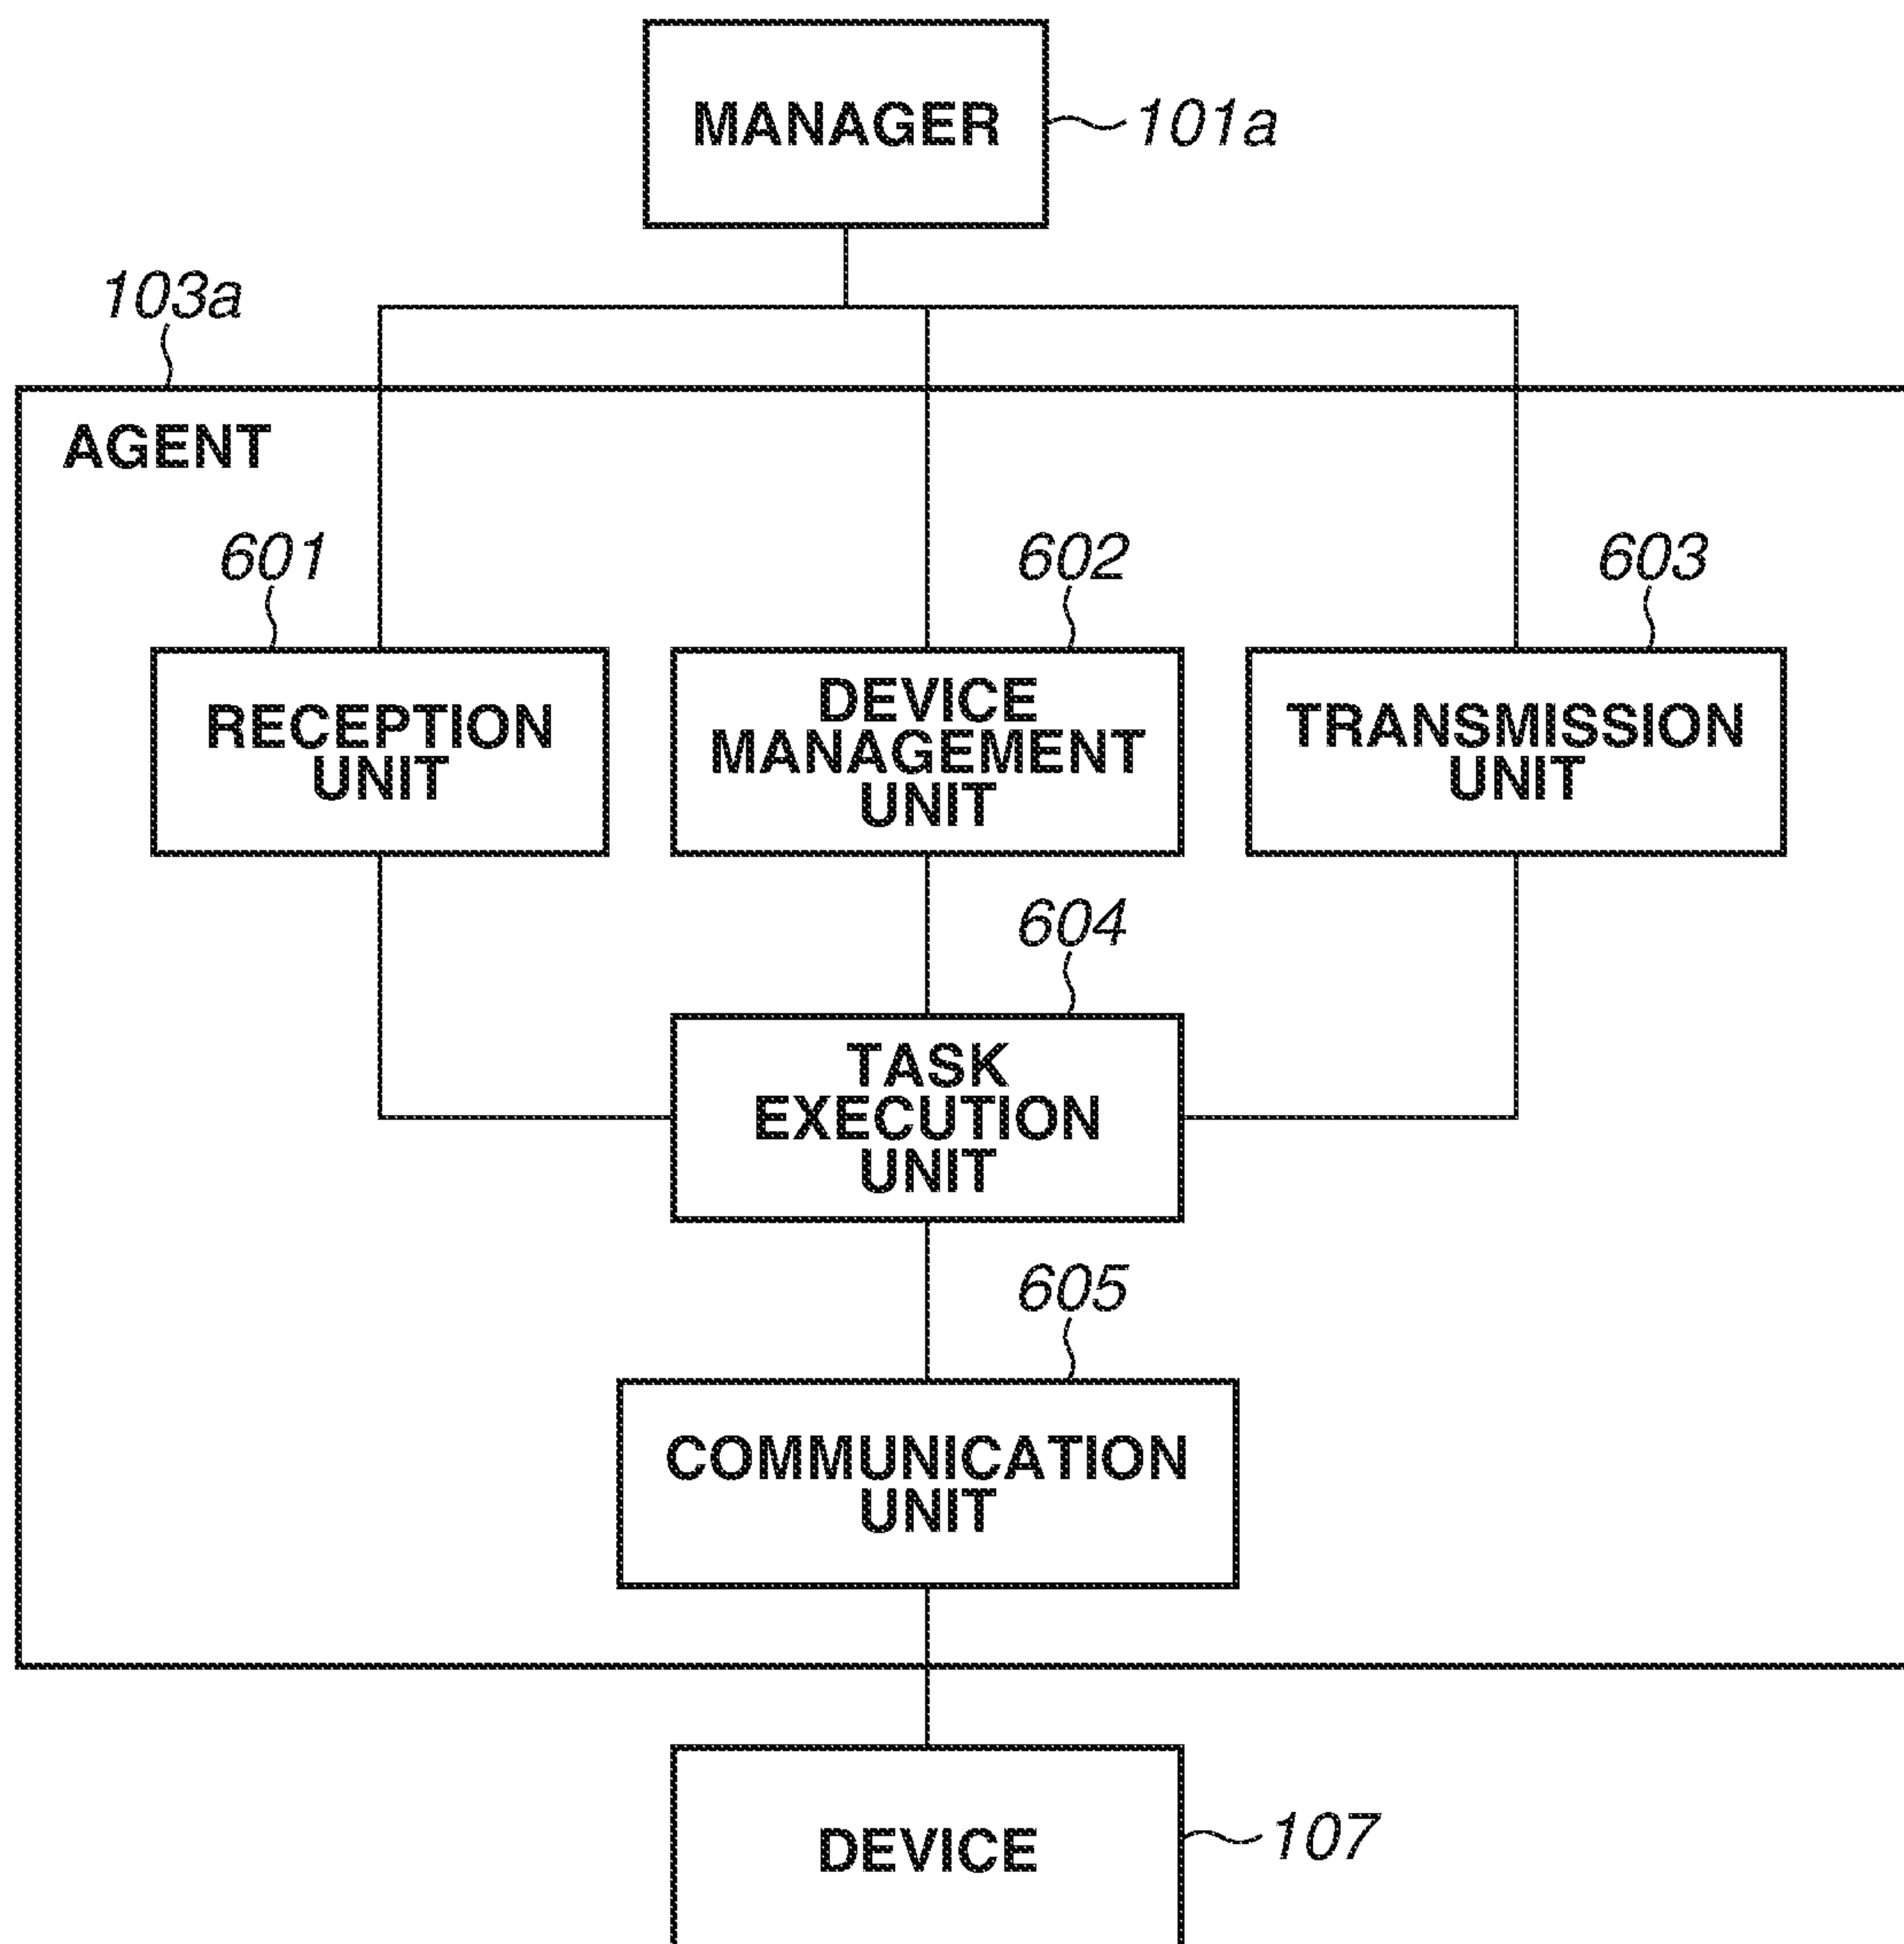 MANAGER
101a
103a
AGENT
601
602
603
RECEPTION
UNIT
DEVICE
MANAGEMENT
UNIT
TRANSMISSION
UNIT
604
TASK
EXECUTION
UNIT
605
COMMUNICATION
UNIT
DEVICE
107